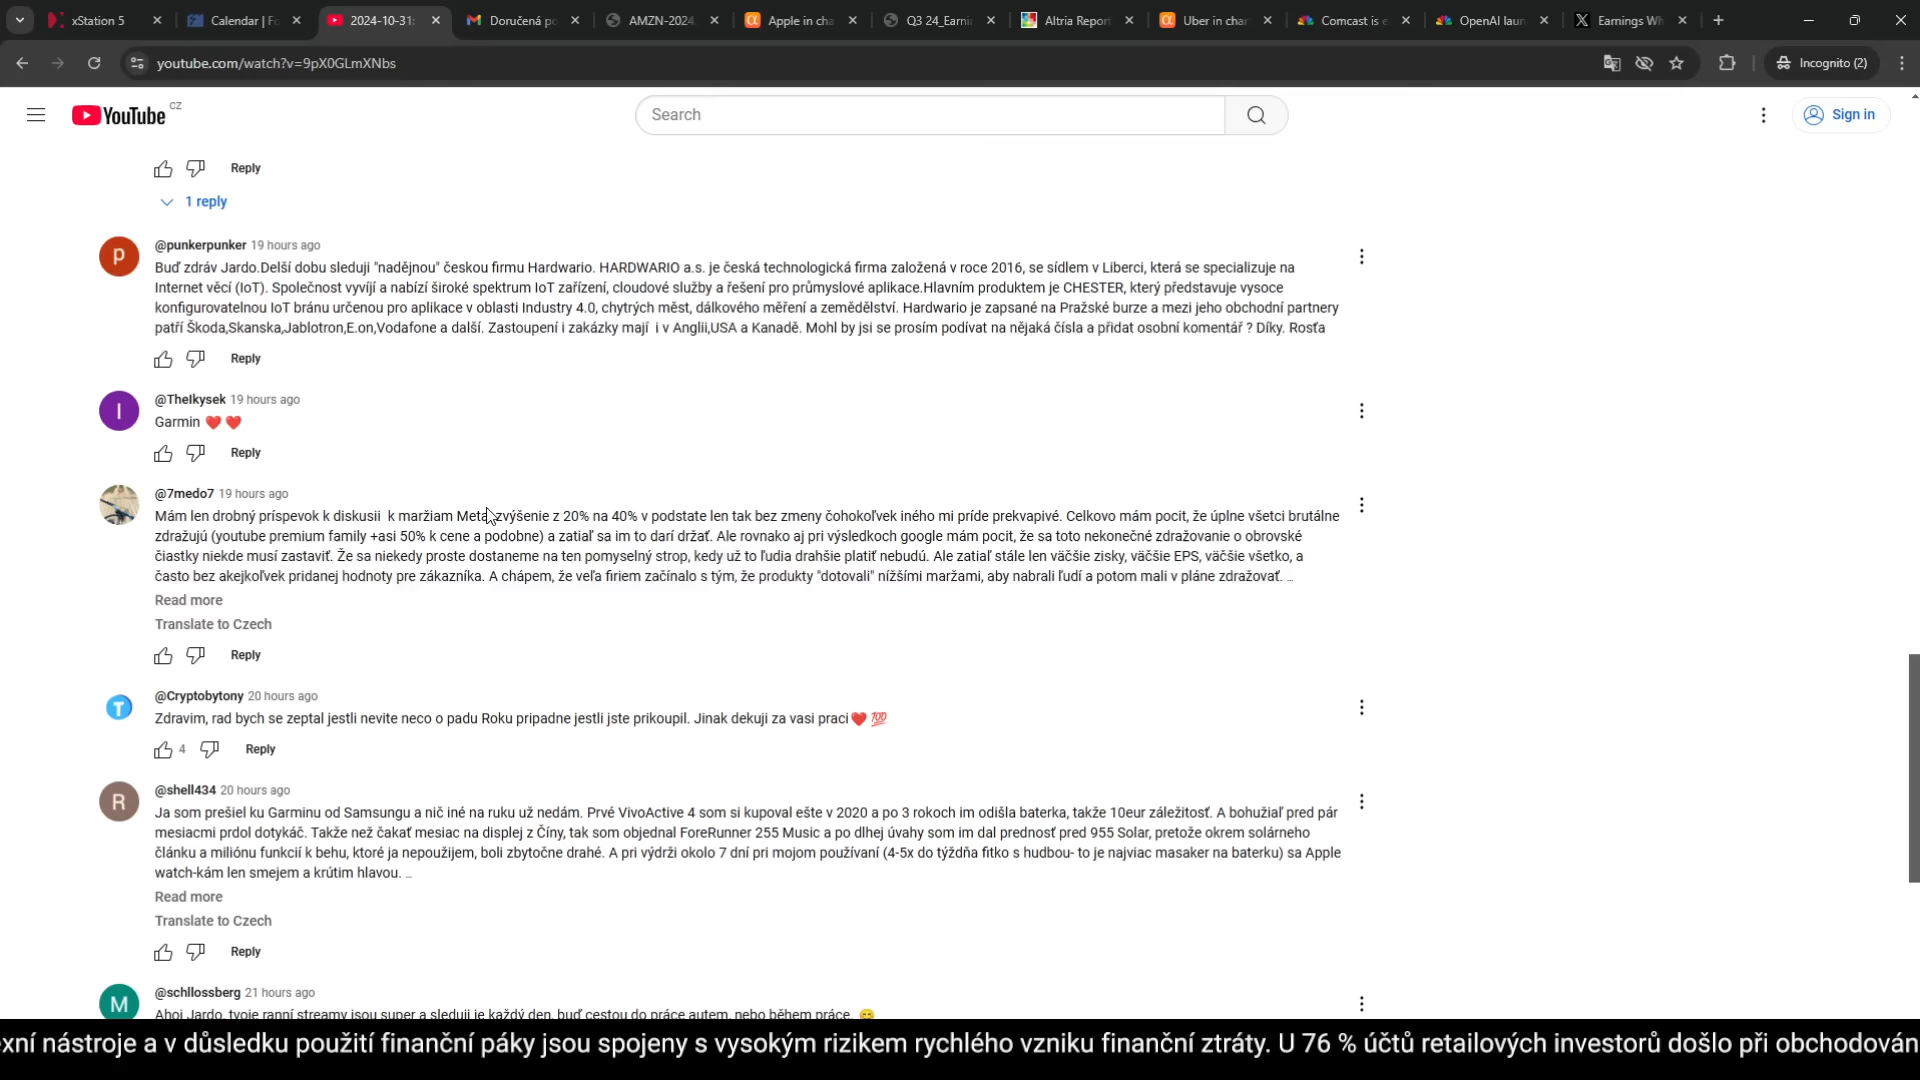 xStation 5
Calendar | Fo
2024-10-31
Doručená po
AMZN-2024
Apple in cha
Q3 24_Earni
Altria Report
Uber in char
Comcast is e
OpenAI laun
Earnings Wh
youtube.com/watch?v=9pX0GLmXNbs
Incognito (2)
YouTube CZ
Search
Sign in
Reply
1 reply
@punkerpunker 19 hours ago
Buď zdráv Jardo.Delší dobu sleduji "nadějnou" českou firmu Hardwario. HARDWARIO a.s. je česká technologická firma založená v roce 2016, se sídlem v Liberci, která se specializuje na
Internet věcí (IoT). Společnost vyvíjí a nabízí široké spektrum IoT zařízení, cloudové služby a řešení pro průmyslové aplikace.Hlavním produktem je CHESTER, který představuje vysoce
konfigurovatelnou IoT bránu určenou pro aplikace v oblasti Industry 4.0, chytrých měst, dálkového měření a zemědělství. Hardwario je zapsané na Pražské burze a mezi jeho obchodní partnery
patří Škoda,Skanska,Jablotron,E.on,Vodafone a další. Zastoupení i zakázky mají i v Anglii,USA a Kanadě. Mohl by jsi se prosím podívat na nějaká čísla a přidat osobní komentář ? Díky. Rosťa
Reply
@Thelkysek 19 hours ago
Garmin ❤️ ❤️
Reply
@7medo7 19 hours ago
Mám len drobný príspevok k diskusii k maržiam Meta zvýšenie z 20% na 40% v podstate len tak bez zmeny čohokoľvek iného mi príde prekvapivé. Celkovo mám pocit, že úplne všetci brutálne
zdražujú (youtube premium family +asi 50% k cene a podobne) a zatiaľ sa im to darí držať. Ale rovnako aj pri výsledkoch google mám pocit, že sa toto nekonečné zdražovanie o obrovské
čiastky niekde musí zastaviť. Že sa niekedy proste dostaneme na ten pomyselný strop, kedy už to ľudia drahšie platiť nebudú. Ale zatiaľ stále len väčšie zisky, väčšie EPS, väčšie všetko, a
často bez akejkoľvek pridanej hodnoty pre zákazníka. A chápem, že veľa firiem začínalo s tým, že produkty "dotovali" nížšími maržami, aby nabrali ľudí a potom mali v pláne zdražovať. ...
Read more
Translate to Czech
Reply
@Cryptobytony 20 hours ago
Zdravim, rad bych se zeptal jestli nevite neco o padu Roku pripadne jestli jste prikoupil. Jinak dekuji za vasi praci❤️ 💯
4 Reply
@shell434 20 hours ago
Ja som prešiel ku Garminu od Samsungu a nič iné na ruku už nedám. Prvé VivoActive 4 som si kupoval ešte v 2020 a po 3 rokoch im odišla baterka, takže 10eur záležitosť. A bohužiaľ pred pár
mesiacmi prdol dotykáč. Takže než čakať mesiac na displej z Číny, tak som objednal ForeRunner 255 Music a po dlhej úvahy som im dal prednosť pred 955 Solar, pretože okrem solárneho
článku a miliónu funkcií k behu, ktoré ja nepoužijem, boli zbytočne drahé. A pri výdrži okolo 7 dní pri mojom používaní (4-5x do týždňa fitko s hudbou- to je najviac masaker na baterku) sa Apple
watch-kám len smejem a krútim hlavou. ...
Read more
Translate to Czech
Reply
@schllossberg 21 hours ago
Ahoj Jardo, tvoje ranní streamy jsou super a sleduji je každý den, buď cestou do práce autem, nebo během práce. 😊
exní nástroje a v důsledku použití finanční páky jsou spojeny s vysokým rizikem rychlého vzniku finanční ztráty. U 76 % účtů retailových investorů došlo při obchodován